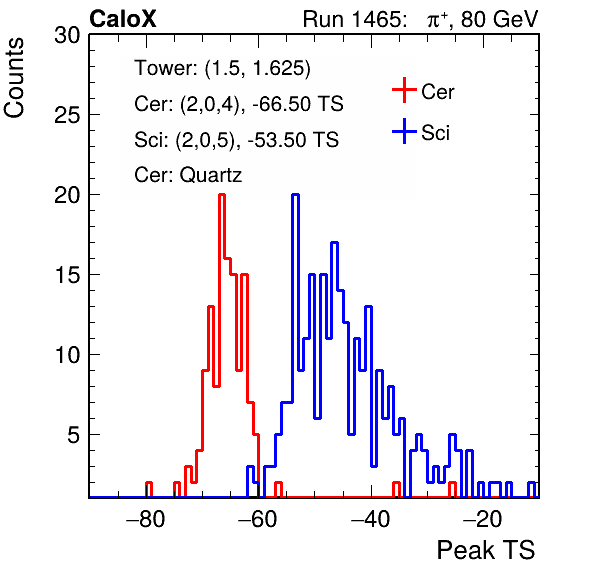 CaloX Run 1465: π⁺, 80 GeV
Counts
30
25
20
15
10
5
Tower: (1.5, 1.625)
Cer: (2,0,4), -66.50 TS
Sci: (2,0,5), -53.50 TS
Cer: Quartz
Cer
Sci
−80 −60 −40 −20
Peak TS